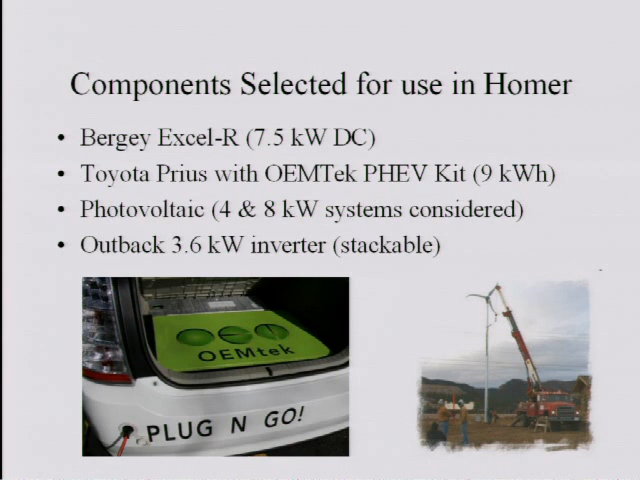 Components Selected for use in Homer
• Bergey Excel-R (7.5 kW DC)
• Toyota Prius with OEMTek PHEV Kit (9 kWh)
• Photovoltaic (4 & 8 kW systems considered)
• Outback 3.6 kW inverter (stackable)
oem
OEMtek
PLUG N GO!